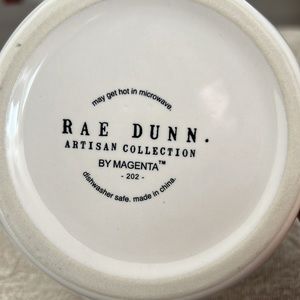 may get hot in microwave.
RAE DUNN.
ARTISAN COLLECTION
BY MAGENTA™
- 202 -
dishwasher safe. made in china.